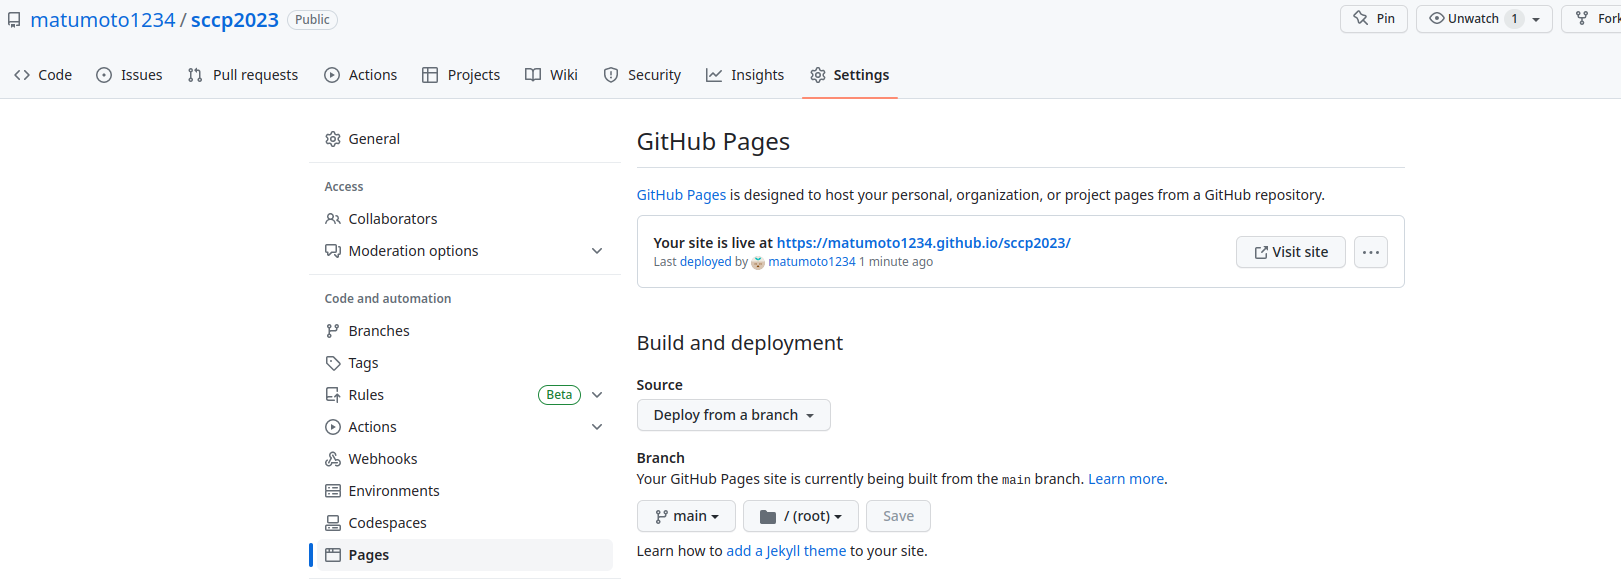 matumoto1234 / sccp2023 Public
Pin
Unwatch 1
Fork
Code Issues Pull requests Actions Projects Wiki Security Insights Settings
General
Access
Collaborators
Moderation options
Code and automation
Branches
Tags
Rules Beta
Actions
Webhooks
Environments
Codespaces
Pages
GitHub Pages
GitHub Pages is designed to host your personal, organization, or project pages from a GitHub repository.
Your site is live at https://matumoto1234.github.io/sccp2023/
Last deployed by matumoto1234 1 minute ago
Visit site
Build and deployment
Source
Deploy from a branch
Branch
Your GitHub Pages site is currently being built from the main branch. Learn more.
main / (root) Save
Learn how to add a Jekyll theme to your site.